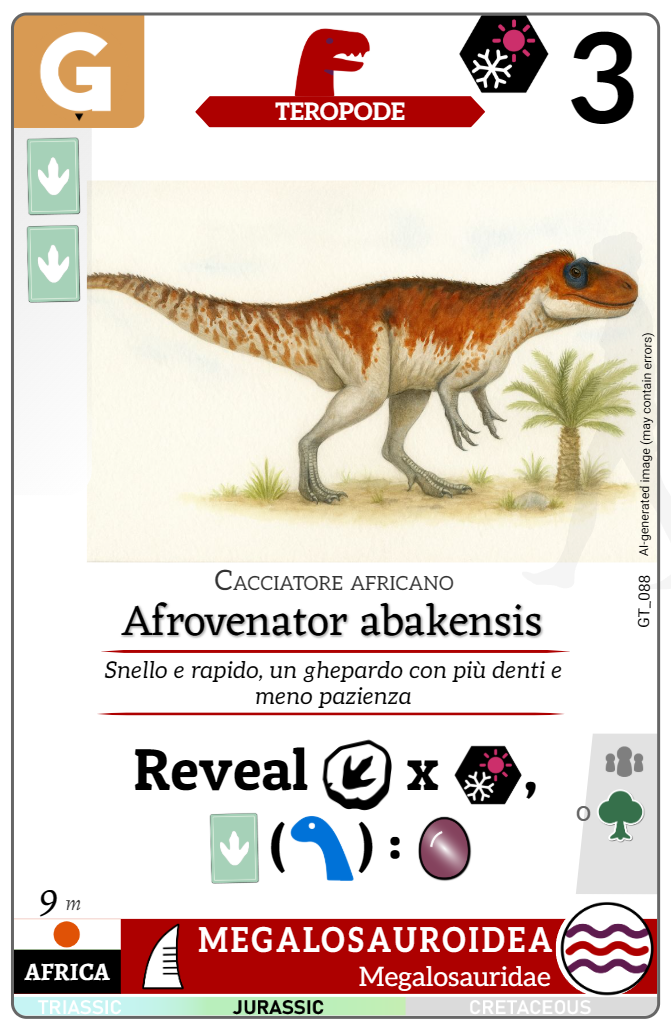 G
TEROPODE
3
AI-generated image (may contain errors)
GT_088
Cacciatore africano
Afrovenator abakensis
Snello e rapido, un ghepardo con più denti e
meno pazienza
Reveal x ,
( ) :
o
9 m
AFRICA
MEGALOSAUROIDEA
Megalosauridae
TRIASSIC JURASSIC CRETACEOUS